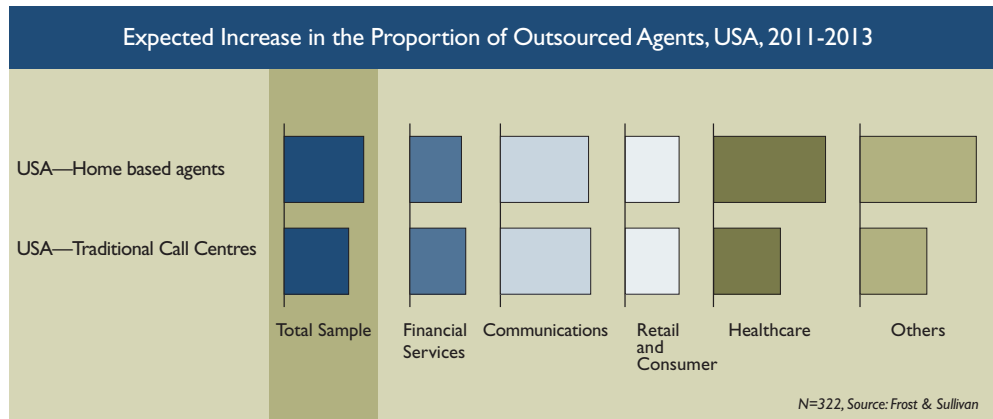 Expected Increase in the Proportion of Outsourced Agents, USA, 2011-2013
USA—Home based agents
USA—Traditional Call Centres
Total Sample
Financial
Services
Communications
Retail
and
Consumer
Healthcare
Others
N=322, Source: Frost & Sullivan